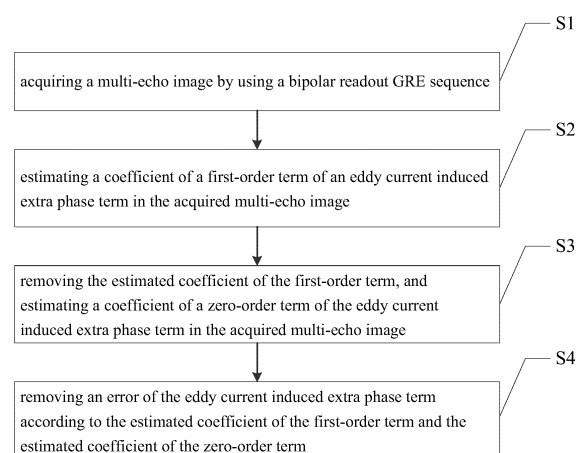 S1
acquiring a multi-echo image by using a bipolar readout GRE sequence
S2
estimating a coefficient of a first-order term of an eddy current induced
extra phase term in the acquired multi-echo image
S3
removing the estimated coefficient of the first-order term, and
estimating a coefficient of a zero-order term of the eddy current
induced extra phase term in the acquired multi-echo image
S4
removing an error of the eddy current induced extra phase term
according to the estimated coefficient of the first-order term and the
estimated coefficient of the zero-order term